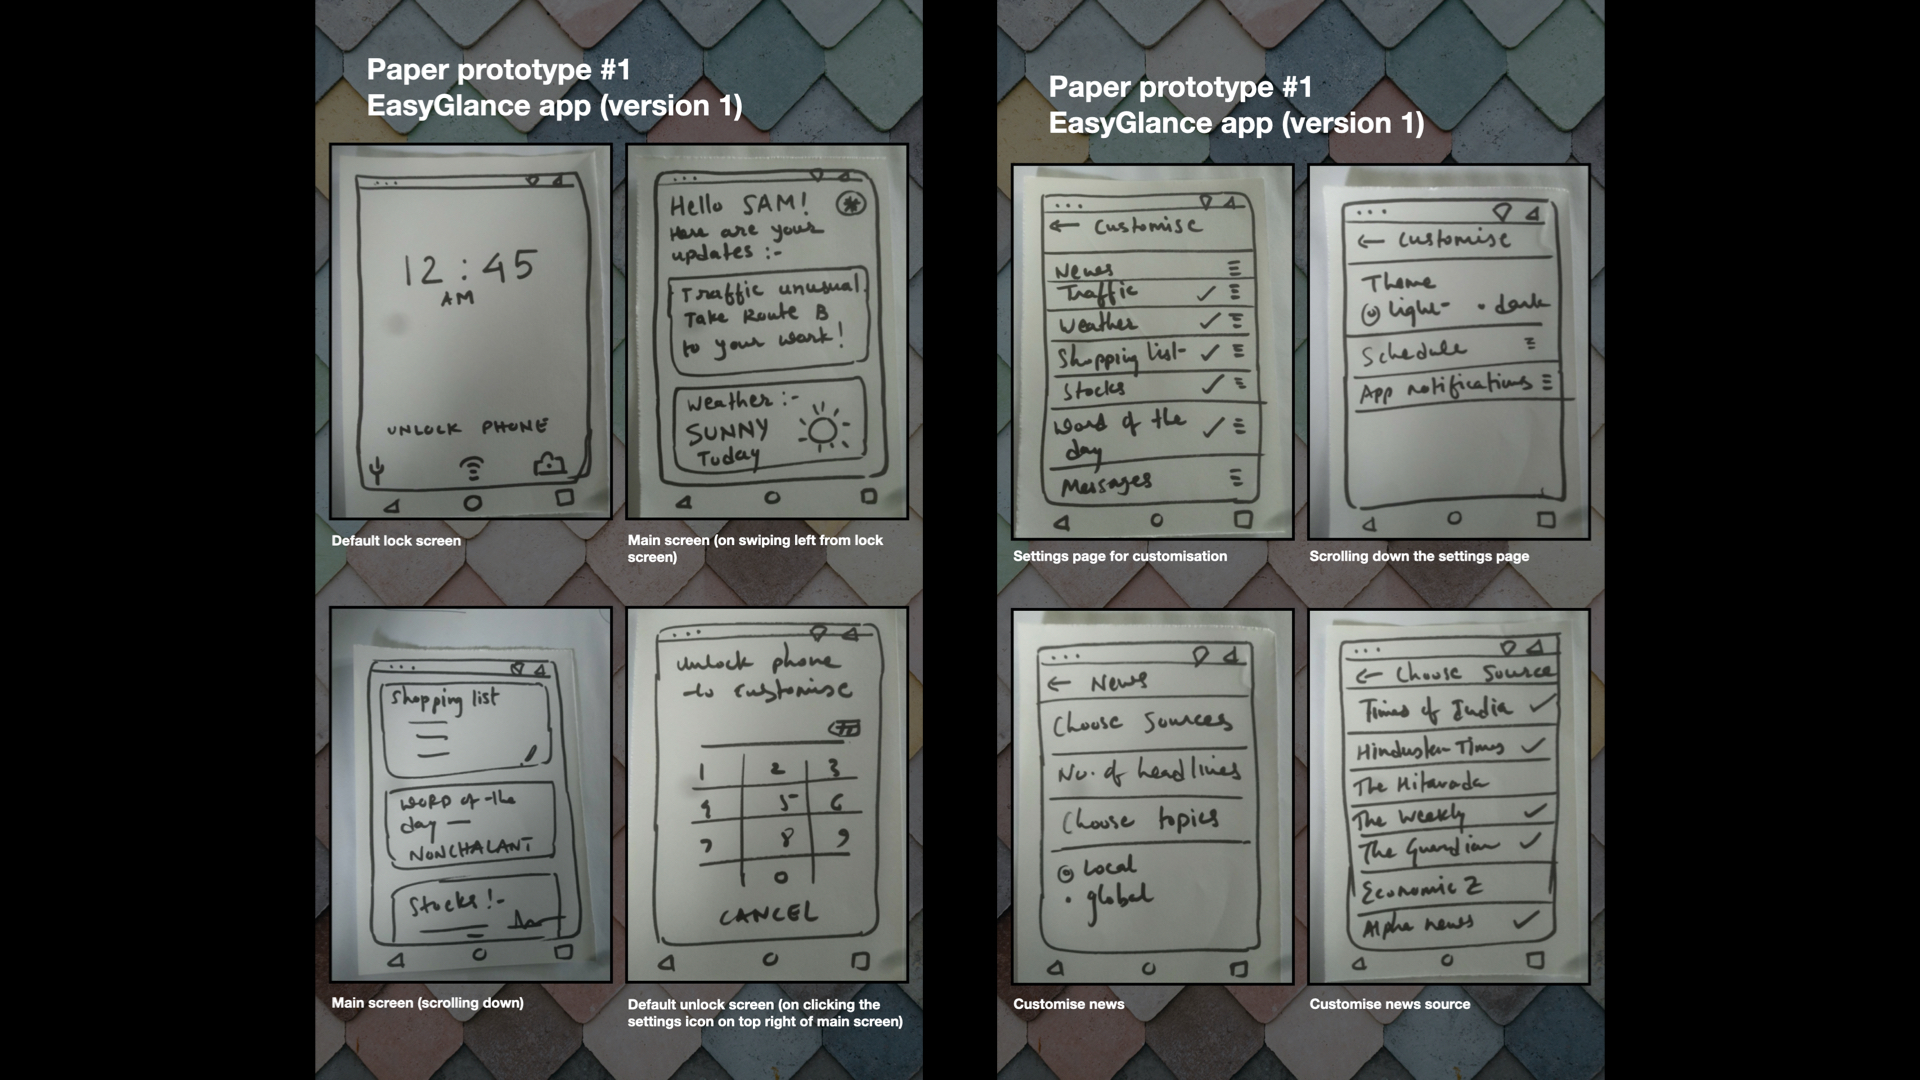 Paper prototype #1
EasyGlance app (version 1)
12 : 45
AM
UNLOCK PHONE
Default lock screen
Hello SAM!
Here are your
updates :-
Traffic unusual.
Take Route B
to your work!
Weather :-
SUNNY
Today
Main screen (on swiping left from lock
screen)
Shopping list
WORD of the
day —
NONCHALANT
Stocks :-
Main screen (scrolling down)
Unlock phone
to customise
1 2 3
4 5 6
7 8 9
0
CANCEL
Default unlock screen (on clicking the
settings icon on top right of main screen)
Paper prototype #1
EasyGlance app (version 1)
← Customise
News
Traffic ✓
Weather ✓
Shopping list ✓
Stocks ✓
Word of the ✓
day
Messages
Settings page for customisation
← Customise
Theme
light • dark
Schedule
App notifications
Scrolling down the settings page
← News
Choose Sources
No. of headlines
Choose topics
Local
• global
Customise news
← Choose Source
Times of India ✓
Hindustan Times ✓
The Hitavada
The Weekly ✓
The Guardian ✓
Economic Z
Alpha news ✓
Customise news source